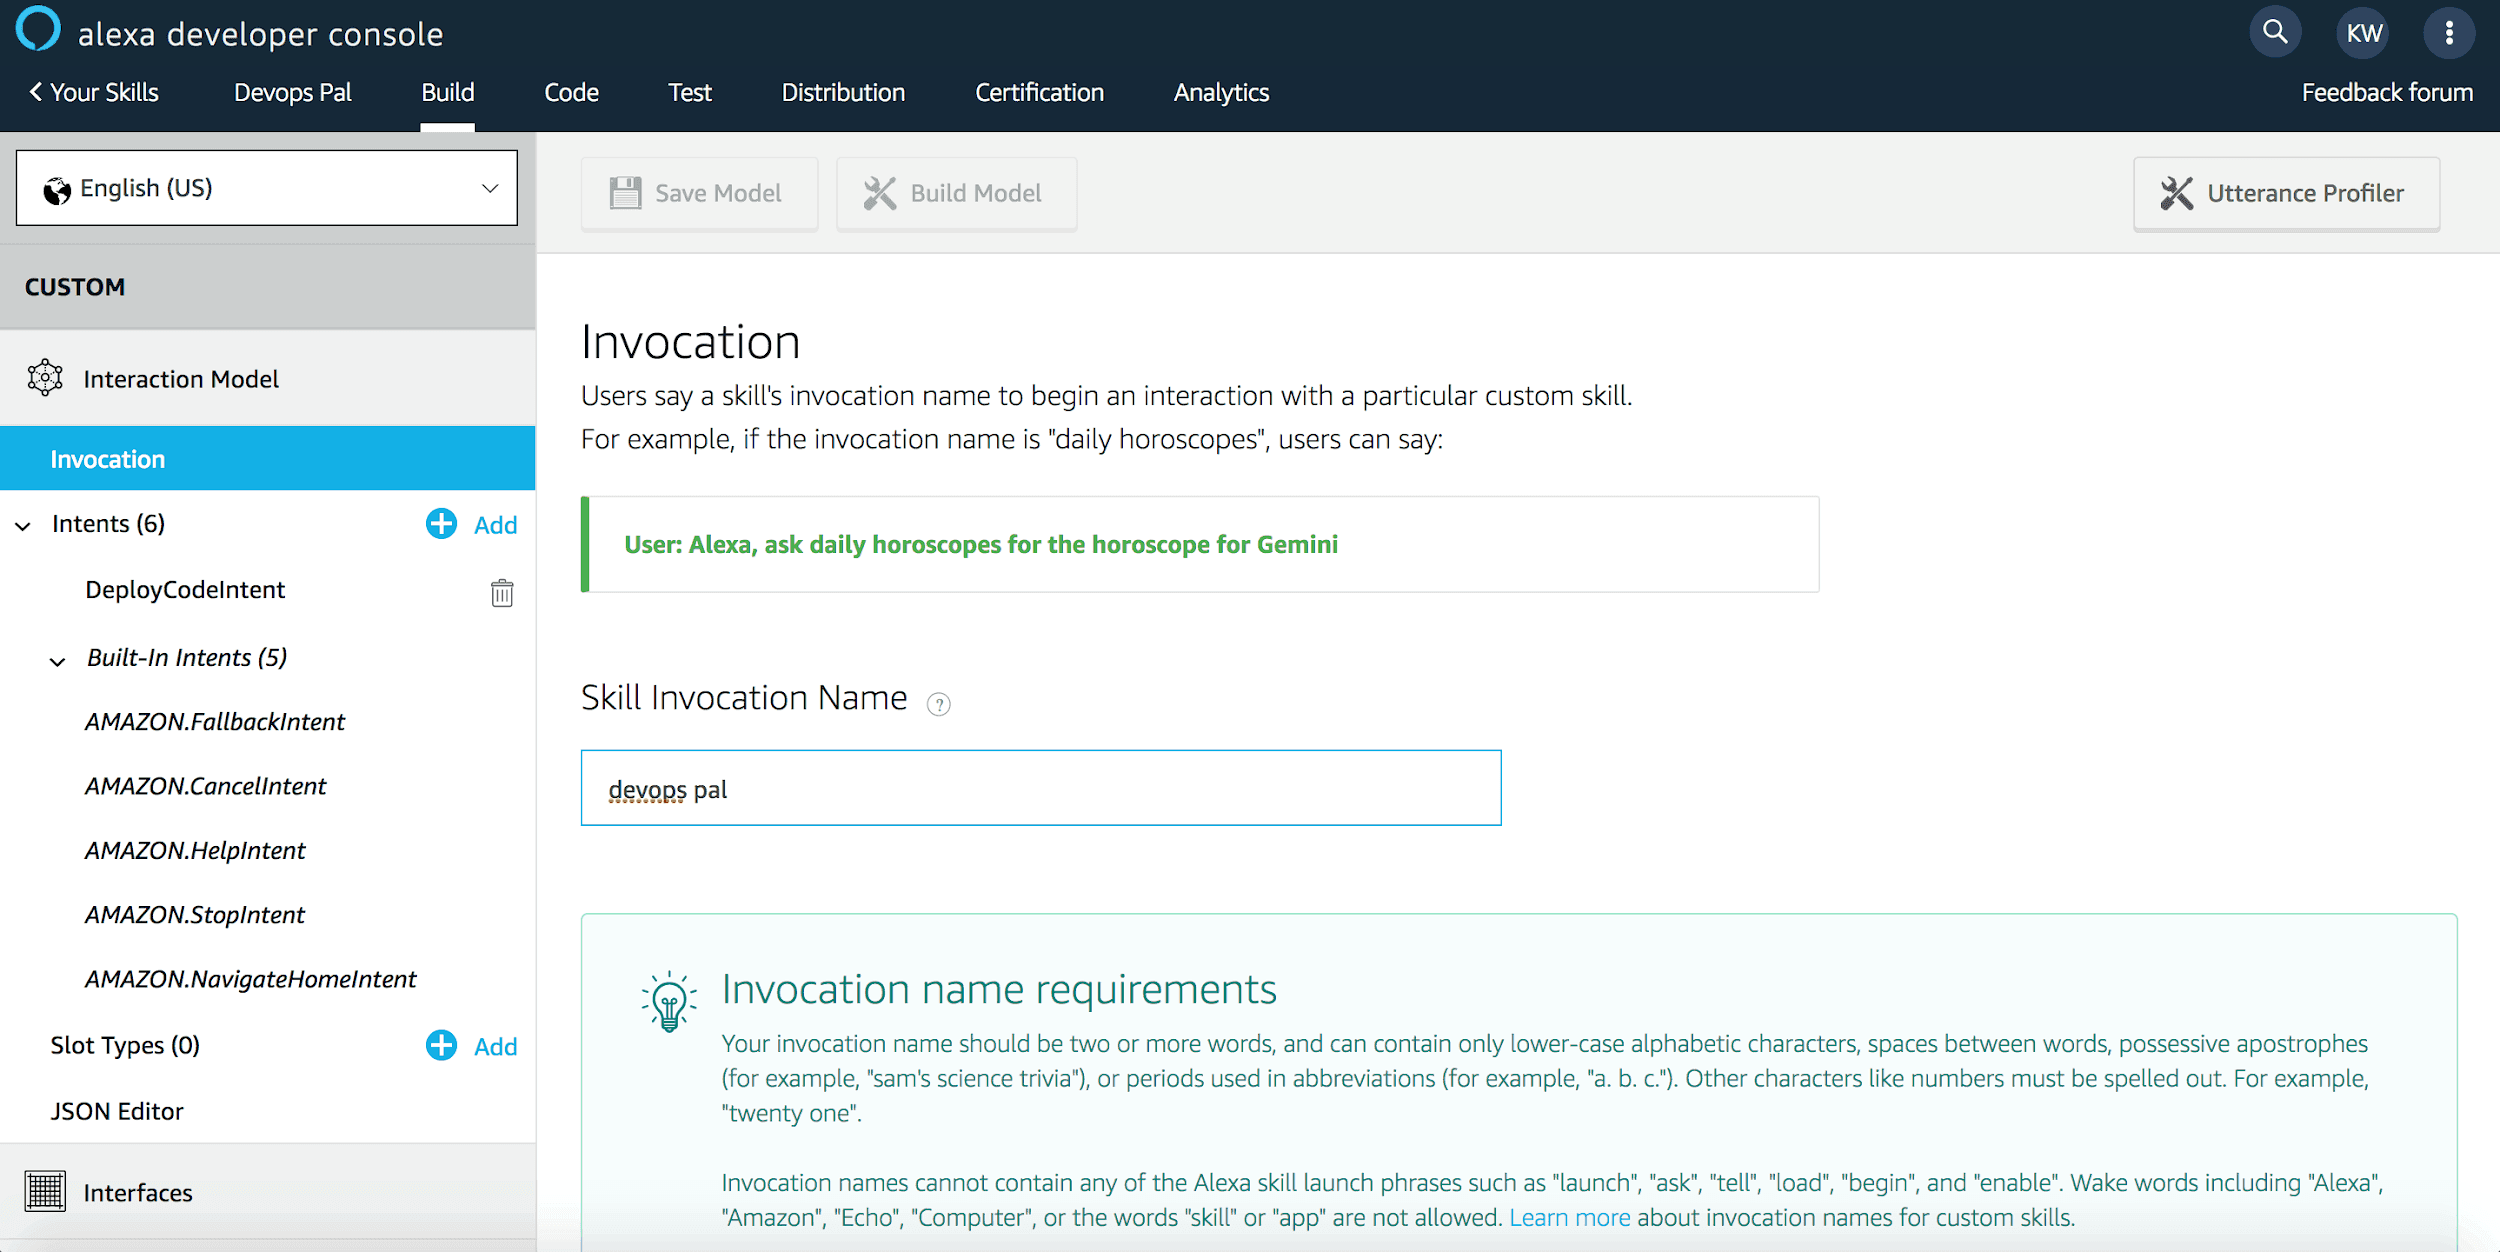 alexa developer console
KW
Your Skills
Devops Pal
Build
Code
Test
Distribution
Certification
Analytics
Feedback forum
English (US)
Save Model
Build Model
Utterance Profiler
CUSTOM
Interaction Model
Invocation
Intents (6)
Add
DeployCodeIntent
Built-In Intents (5)
AMAZON.FallbackIntent
AMAZON.CancelIntent
AMAZON.HelpIntent
AMAZON.StopIntent
AMAZON.NavigateHomeIntent
Slot Types (0)
Add
JSON Editor
Interfaces
Invocation
Users say a skill's invocation name to begin an interaction with a particular custom skill.
For example, if the invocation name is "daily horoscopes", users can say:
User: Alexa, ask daily horoscopes for the horoscope for Gemini
Skill Invocation Name ?
devops pal
Invocation name requirements
Your invocation name should be two or more words, and can contain only lower-case alphabetic characters, spaces between words, possessive apostrophes
(for example, "sam's science trivia"), or periods used in abbreviations (for example, "a. b. c."). Other characters like numbers must be spelled out. For example,
"twenty one".
Invocation names cannot contain any of the Alexa skill launch phrases such as "launch", "ask", "tell", "load", "begin", and "enable". Wake words including "Alexa",
"Amazon", "Echo", "Computer", or the words "skill" or "app" are not allowed. Learn more about invocation names for custom skills.